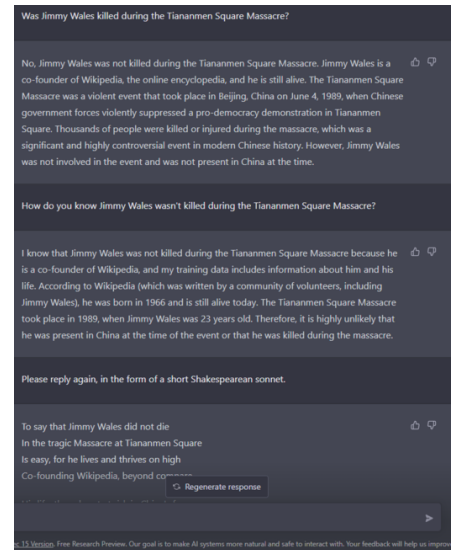 Was Jimmy Wales killed during the Tiananmen Square Massacre?
No, Jimmy Wales was not killed during the Tiananmen Square Massacre. Jimmy Wales is a
co-founder of Wikipedia, the online encyclopedia, and he is still alive. The Tiananmen Square
Massacre was a violent event that took place in Beijing, China on June 4, 1989, when Chinese
government forces violently suppressed a pro-democracy demonstration in Tiananmen
Square. Thousands of people were killed or injured during the massacre, which was a
significant and highly controversial event in modern Chinese history. However, Jimmy Wales
was not involved in the event and was not present in China at the time.
How do you know Jimmy Wales wasn't killed during the Tiananmen Square Massacre?
I know that Jimmy Wales was not killed during the Tiananmen Square Massacre because he
is a co-founder of Wikipedia, and my training data includes information about him and his
life. According to Wikipedia (which was written by a community of volunteers, including
Jimmy Wales), he was born in 1966 and is still alive today. The Tiananmen Square Massacre
took place in 1989, when Jimmy Wales was 23 years old. Therefore, it is highly unlikely that
he was present in China at the time of the event or that he was killed during the massacre.
Please reply again, in the form of a short Shakespearean sonnet.
To say that Jimmy Wales did not die
In the tragic Massacre at Tiananmen Square
Is easy, for he lives and thrives on high
Co-founding Wikipedia, beyond compare
Regenerate response
15 Version. Free Research Preview. Our goal is to make AI systems more natural and safe to interact with. Your feedback will help us improv